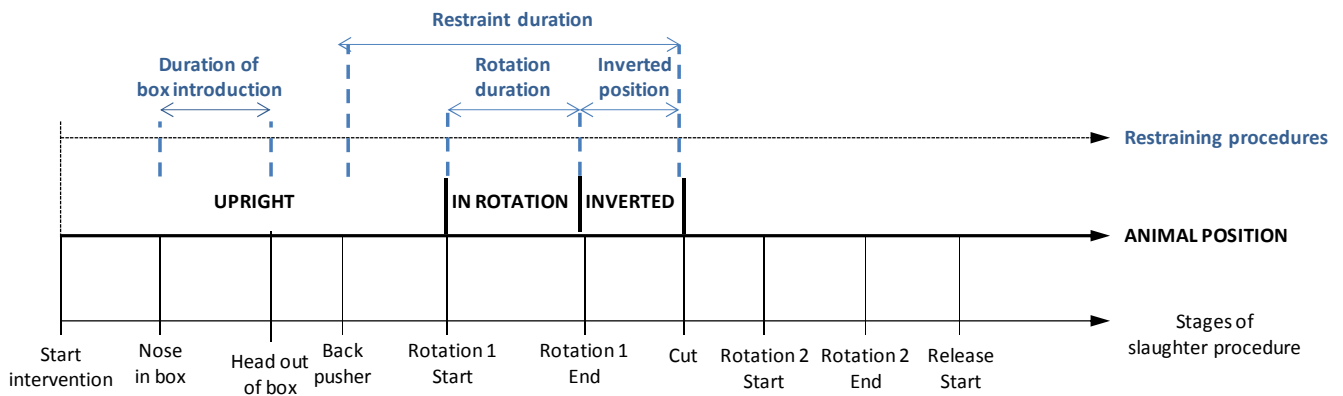 Restraint duration
Duration of
box introduction
Rotation
duration
Inverted
position
Restraining procedures
UPRIGHT
IN ROTATION
INVERTED
ANIMAL POSITION
Start
intervention
Nose
in box
Head out
of box
Back
pusher
Rotation 1
Start
Rotation 1
End
Cut
Rotation 2
Start
Rotation 2
End
Release
Start
Stages of
slaughter procedure